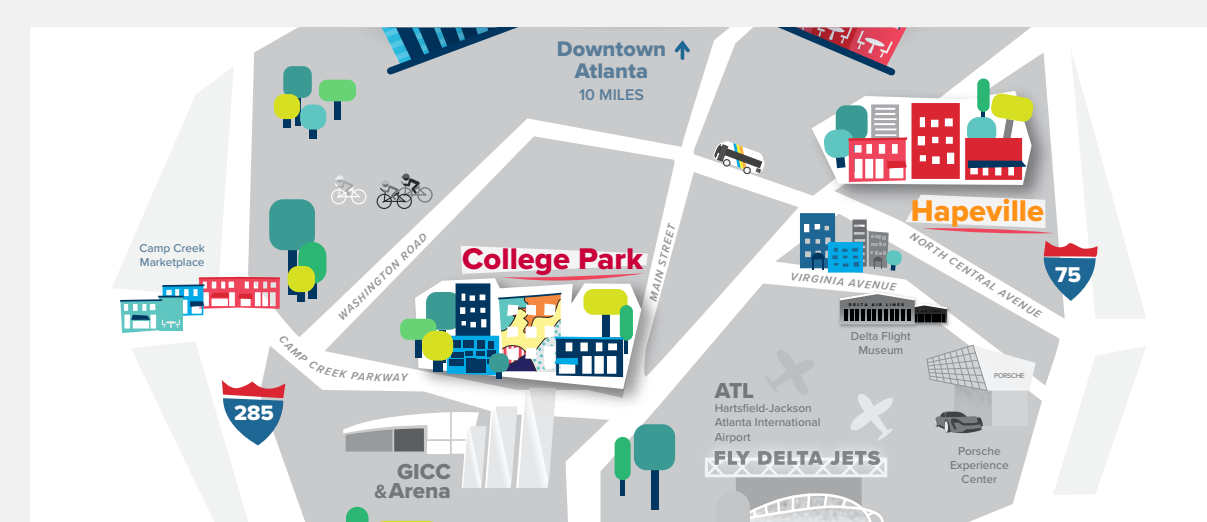 Downtown
Atlanta
10 MILES
Hapeville
Camp Creek
Marketplace
WASHINGTON ROAD
College Park
MAIN STREET
NORTH CENTRAL AVENUE
75
VIRGINIA AVENUE
DELTA AIR LINES
Delta Flight
Museum
CAMP CREEK PARKWAY
PORSCHE
285
ATL
Hartsfield-Jackson
Atlanta International
Airport
FLY DELTA JETS
GICC
&Arena
Porsche
Experience
Center